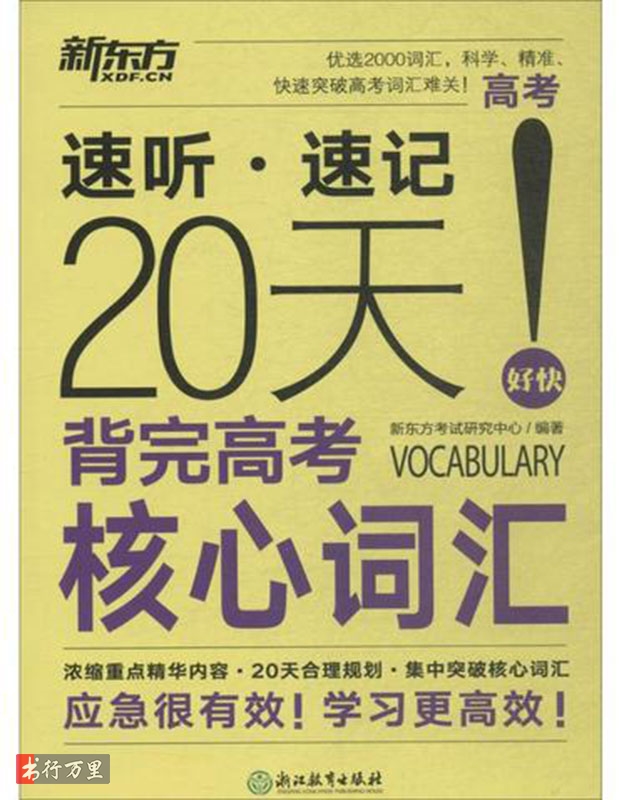 新东方
XDF.CN
优选2000词汇，科学、精准、
快速突破高考词汇难关！
高考
速听·速记
20天！
好快
背完高考
新东方考试研究中心/编著
VOCABULARY
核心词汇
浓缩重点精华内容·20天合理规划·集中突破核心词汇
应急很有效！学习更高效！
书行万里
浙江教育出版社